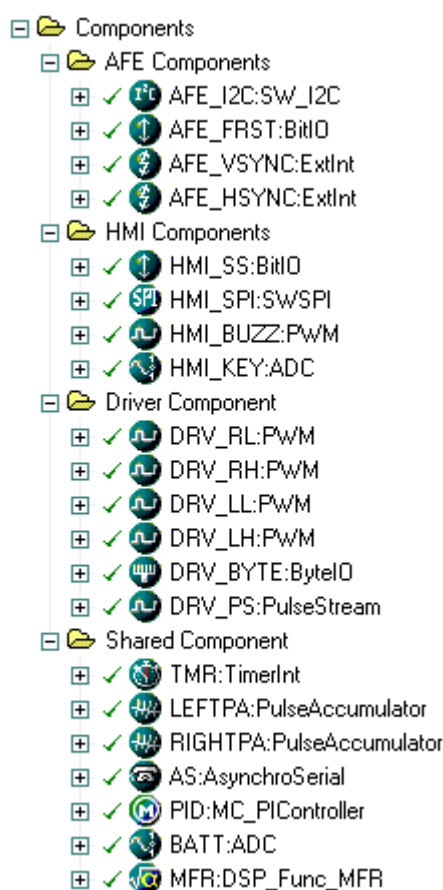 Components
AFE Components
I²C AFE_I2C:SW_I2C
AFE_FRST:BitIO
AFE_VSYNC:ExtInt
AFE_HSYNC:ExtInt
HMI Components
HMI_SS:BitIO
SPI HMI_SPI:SWSPI
HMI_BUZZ:PWM
HMI_KEY:ADC
Driver Component
DRV_RL:PWM
DRV_RH:PWM
DRV_LL:PWM
DRV_LH:PWM
DRV_BYTE:ByteIO
DRV_PS:PulseStream
Shared Component
TMR:TimerInt
LEFTPA:PulseAccumulator
RIGHTPA:PulseAccumulator
AS:AsynchroSerial
M PID:MC_PIController
BATT:ADC
√α MFR:DSP_Func_MFR